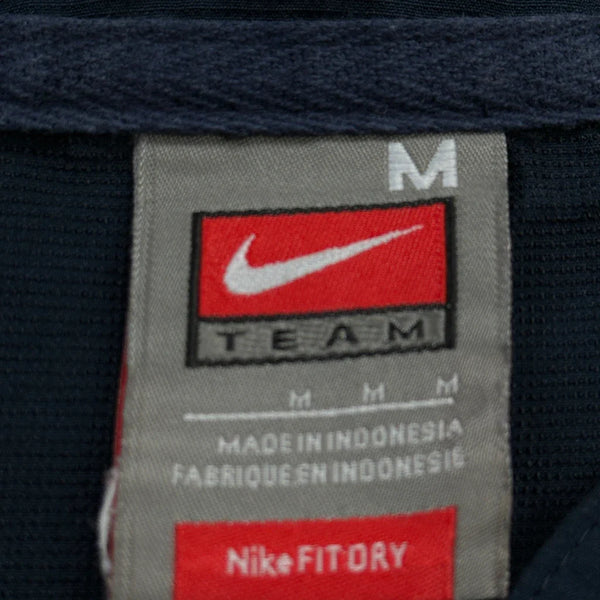 M
TEAM
M M M
MADE IN INDONESIA
FABRIQUE EN INDONESIE
Nike FIT DRY